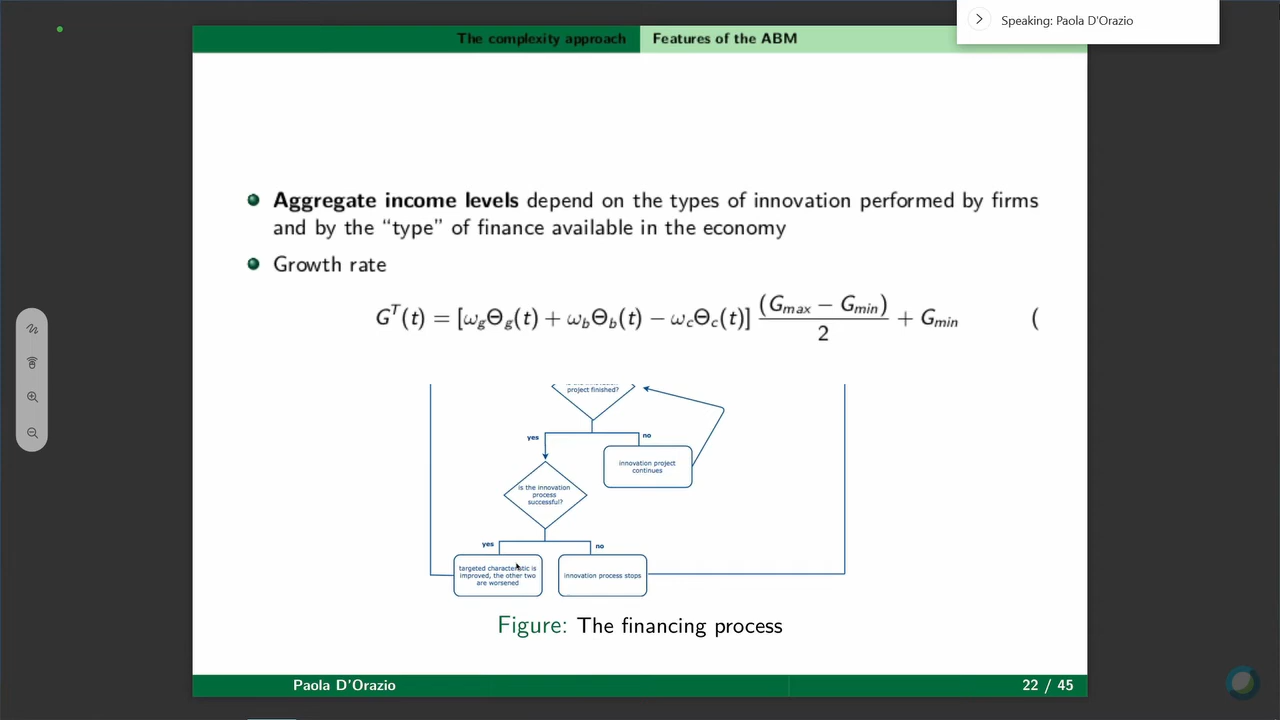 Speaking: Paola D'Orazio
The complexity approach
Features of the ABM
Aggregate income levels depend on the types of innovation performed by firms
and by the “type” of finance available in the economy
Growth rate
G^T(t) = [ω_gΘ_g(t) + ω_bΘ_b(t) − ω_cΘ_c(t)] (G_max − G_min)/2 + G_min (
project finished?
yes
no
innovation project
continues
is the innovation
process
successful?
yes
no
targeted characteristic is
improved, the other two
are worsened
innovation process stops
Figure: The financing process
Paola D'Orazio
22 / 45